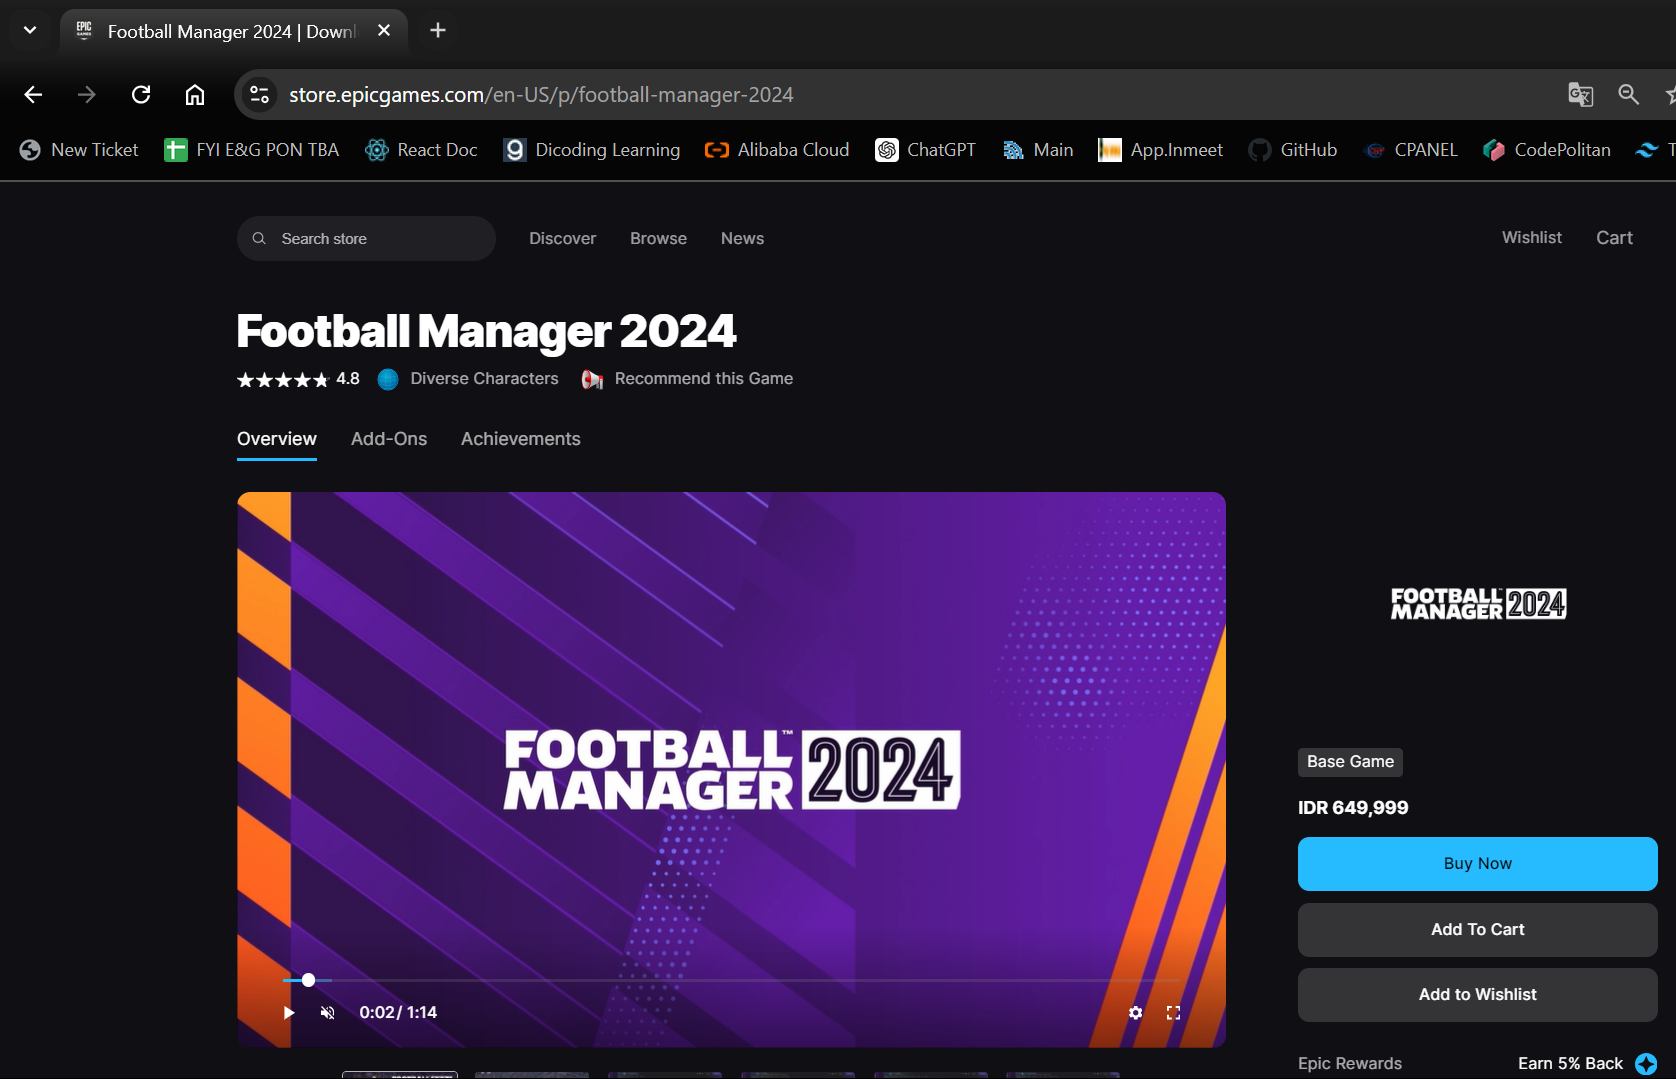 EPIC GAMES
Football Manager 2024 | Downl
store.epicgames.com/en-US/p/football-manager-2024
New Ticket
FYI E&G PON TBA
React Doc
Dicoding Learning
Alibaba Cloud
ChatGPT
Main
App.Inmeet
GitHub
CPANEL
CodePolitan
T
Search store
Discover
Browse
News
Wishlist
Cart
Football Manager 2024
4.8
Diverse Characters
Recommend this Game
Overview
Add-Ons
Achievements
FOOTBALL™
MANAGER 2024
0:02 / 1:14
FOOTBALL
MANAGER 2024
Base Game
IDR 649,999
Buy Now
Add To Cart
Add to Wishlist
Epic Rewards
Earn 5% Back